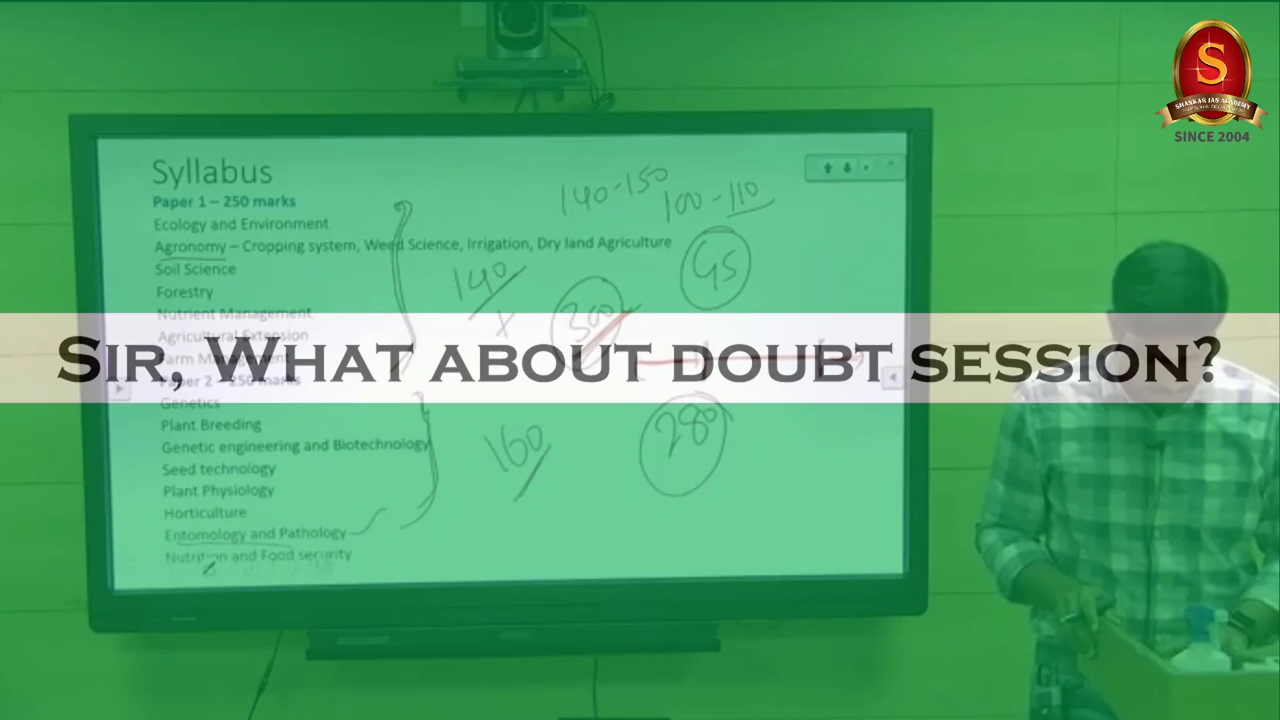 S
SHANKAR IAS ACADEMY
SINCE 2004
Syllabus
Paper 1 – 250 marks
Ecology and Environment
Agronomy – Cropping system, Weed Science, Irrigation, Dry land Agriculture
Soil Science
Forestry
Nutrient Management
Agricultural Extension
Farm Management
Paper 2 – 250 marks
Genetics
Plant Breeding
Genetic engineering and Biotechnology
Seed technology
Plant Physiology
Horticulture
Entomology and Pathology
Nutrition and Food security
140-150
100-110
GS
140
+
300
160
280
SIR, WHAT ABOUT DOUBT SESSION?